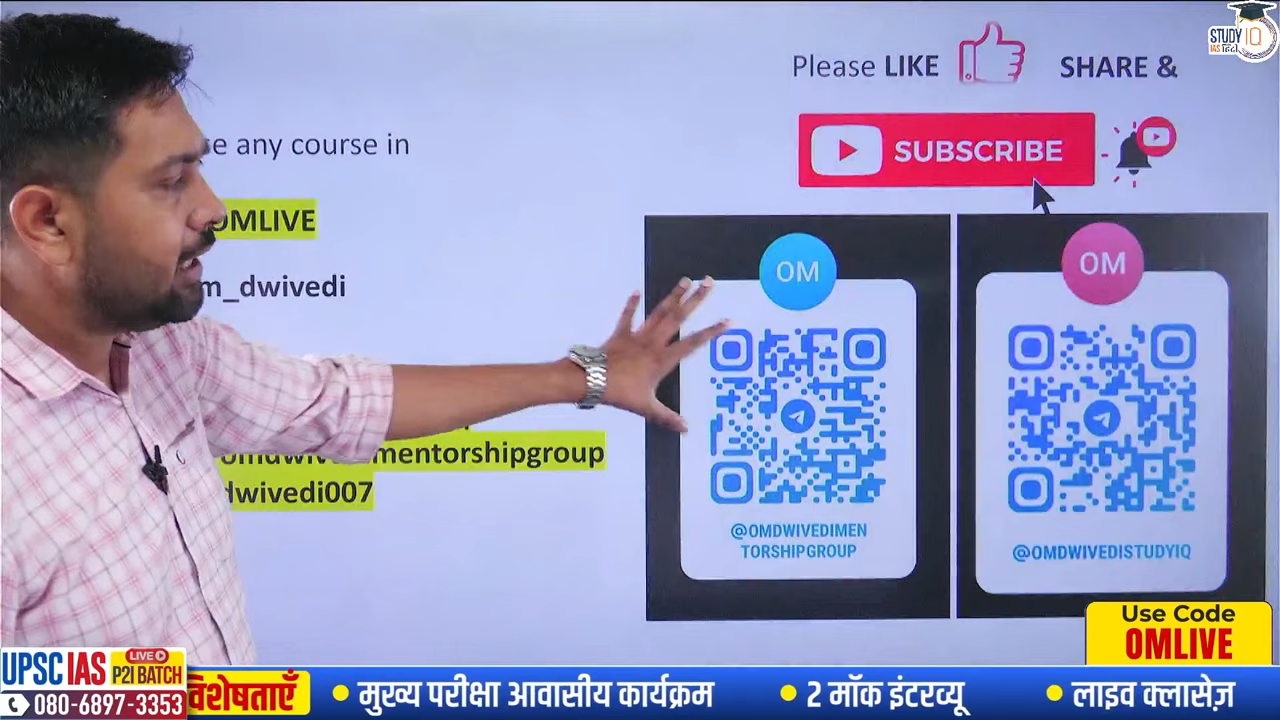 STUDY IQ
IAS हिंदी
Please LIKE SHARE &
SUBSCRIBE
any course in
OMLIVE
m_dwivedi
mentorshipgroup
dwivedi007
OM
@OMDWIVEDIMEN
TORSHIPGROUP
OM
@OMDWIVEDISTUDYIQ
Use Code
OMLIVE
UPSC IAS LIVE
P2I BATCH
080-6897-3353
विशेषताएँ • मुख्य परीक्षा आवासीय कार्यक्रम • 2 मॉक इंटरव्यू • लाइव क्लासेज़